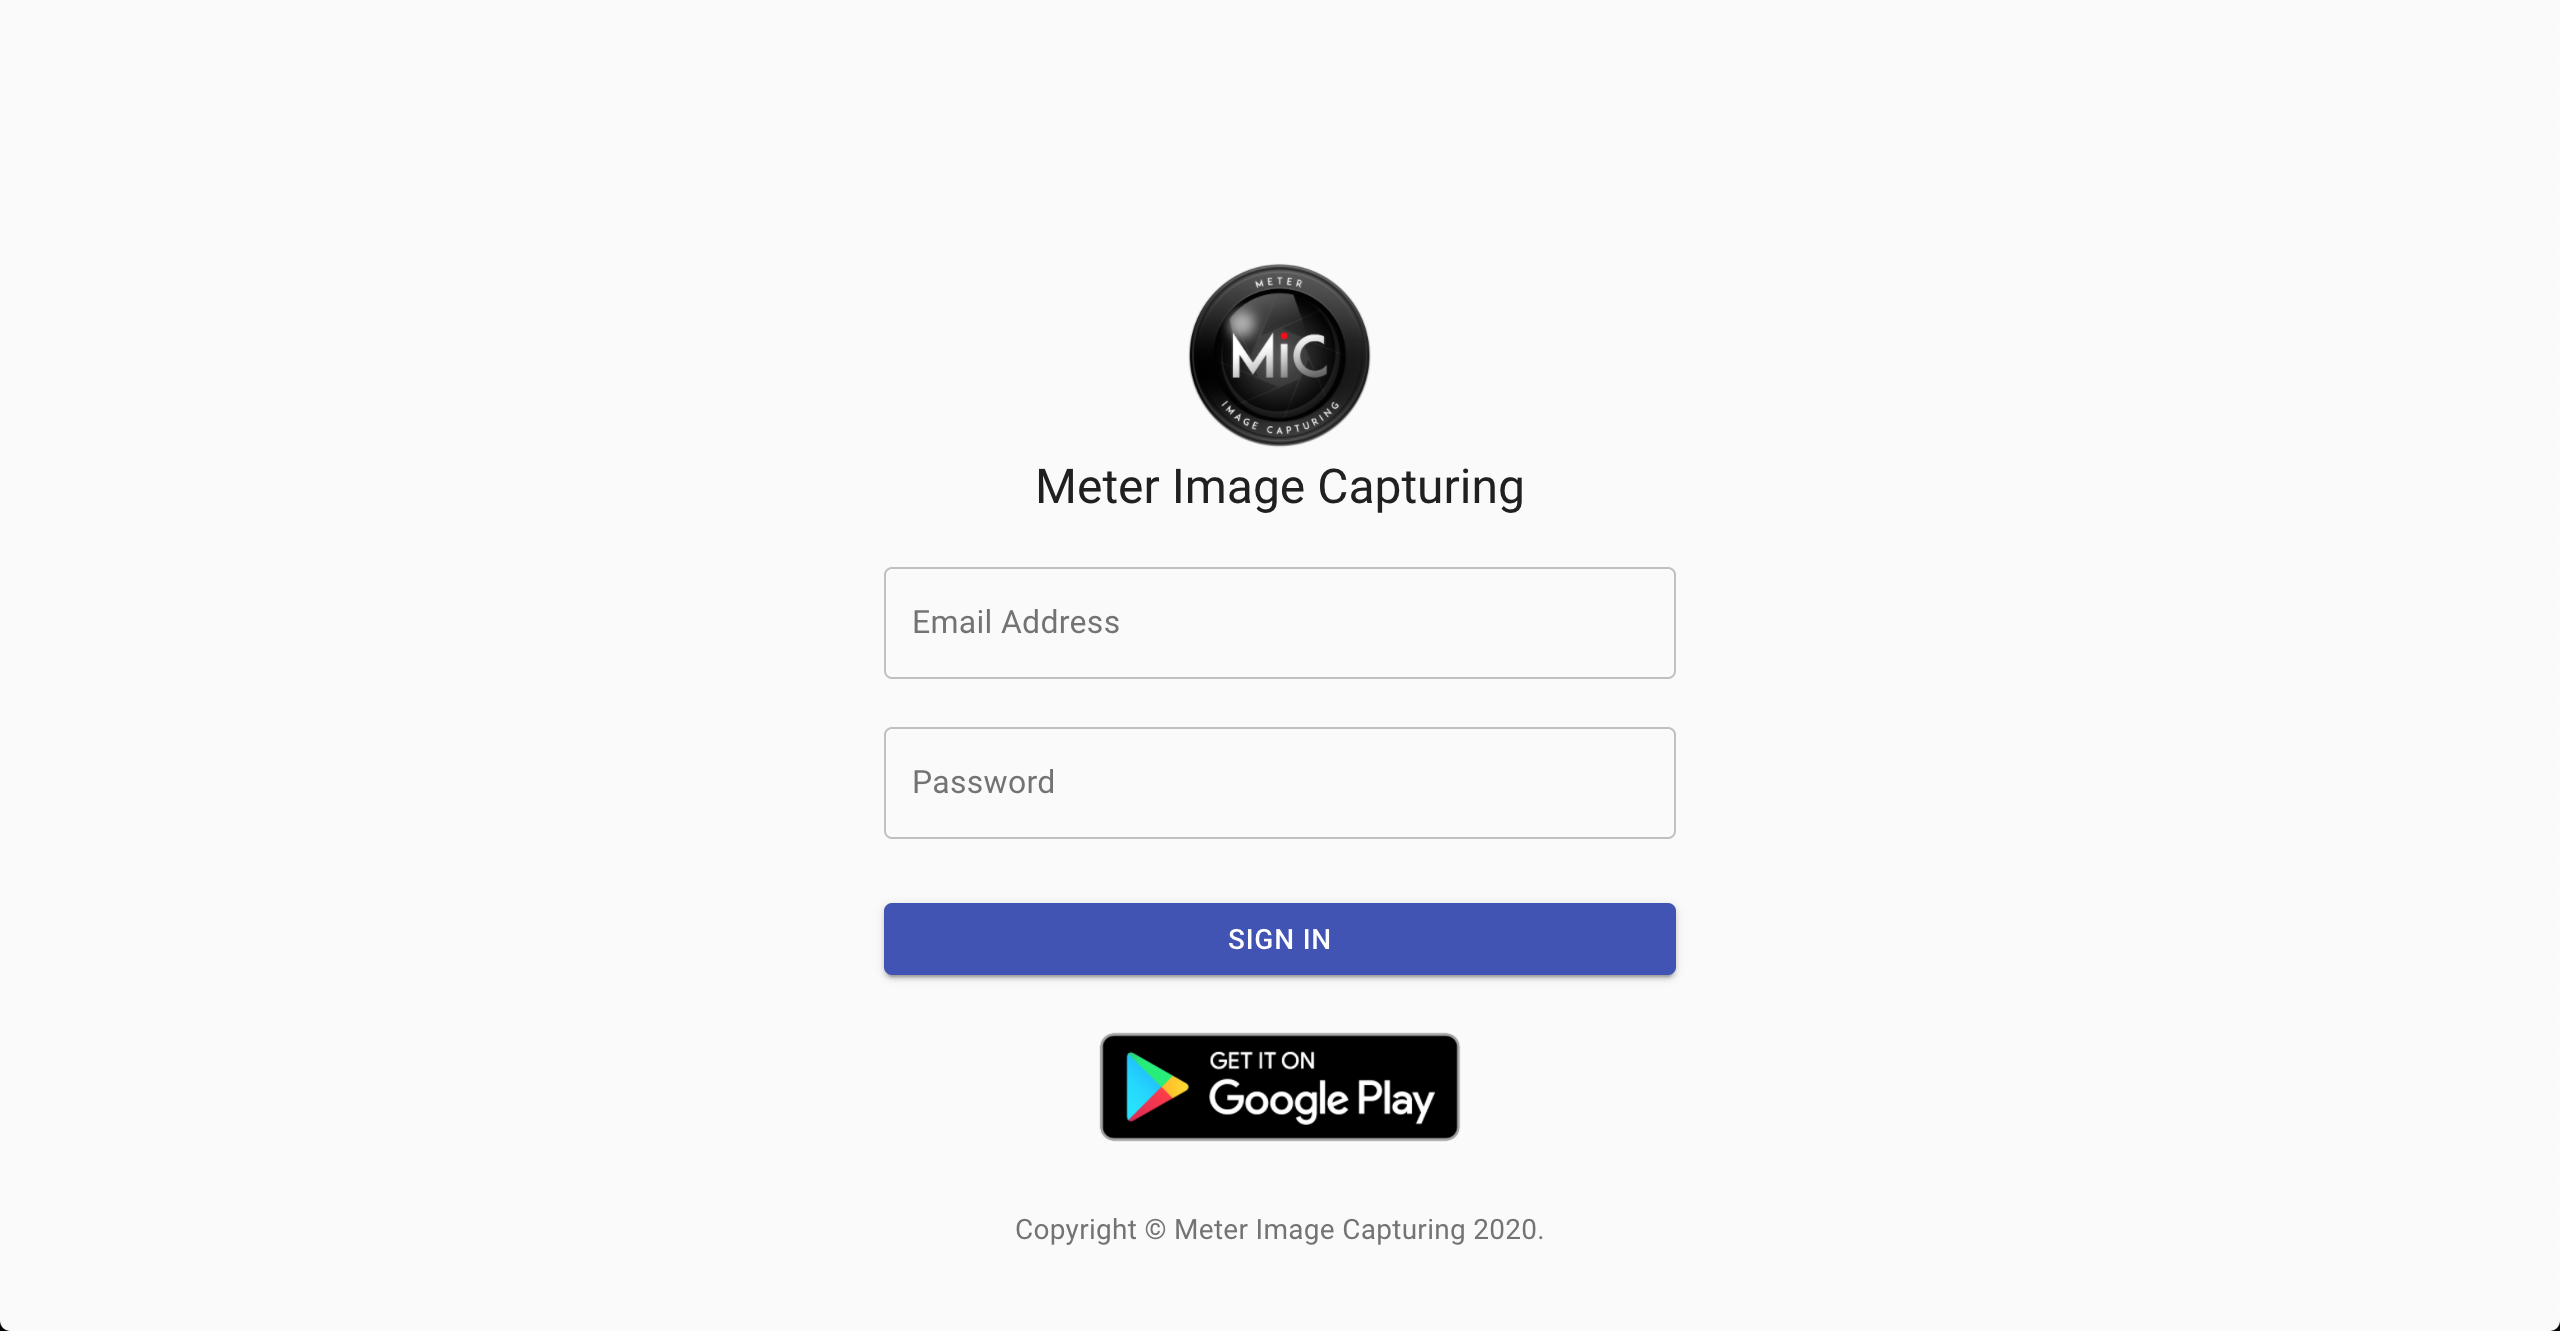 METER
MiC
IMAGE CAPTURING
Meter Image Capturing
Email Address
Password
SIGN IN
GET IT ON
Google Play
Copyright © Meter Image Capturing 2020.